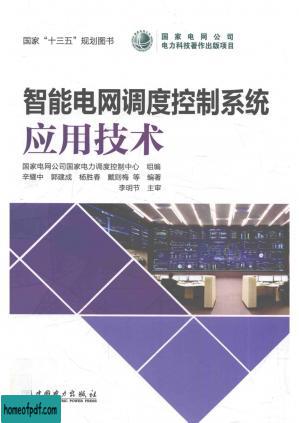 国家“十三五”规划图书
国家电网公司
电力科技著作出版项目
智能电网调度控制系统
应用技术
国家电网公司国家电力调度控制中心 组编
辛耀中 郭建成 杨胜春 戴则梅 等 编著
李明节 主审
中国电力出版社
homeofpdf.com